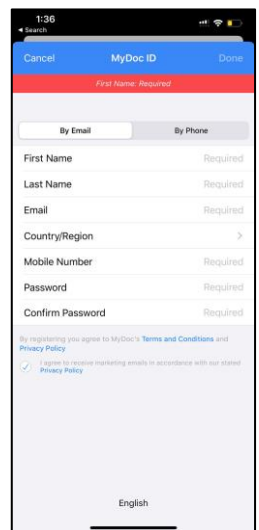 1:36
◀ Search
Cancel MyDoc ID Done
First Name: Required
By Email By Phone
First Name Required
Last Name Required
Email Required
Country/Region >
Mobile Number Required
Password Required
Confirm Password Required
By registering you agree to MyDoc's Terms and Conditions and
Privacy Policy
I agree to receive marketing emails in accordance with our stated
Privacy Policy
English